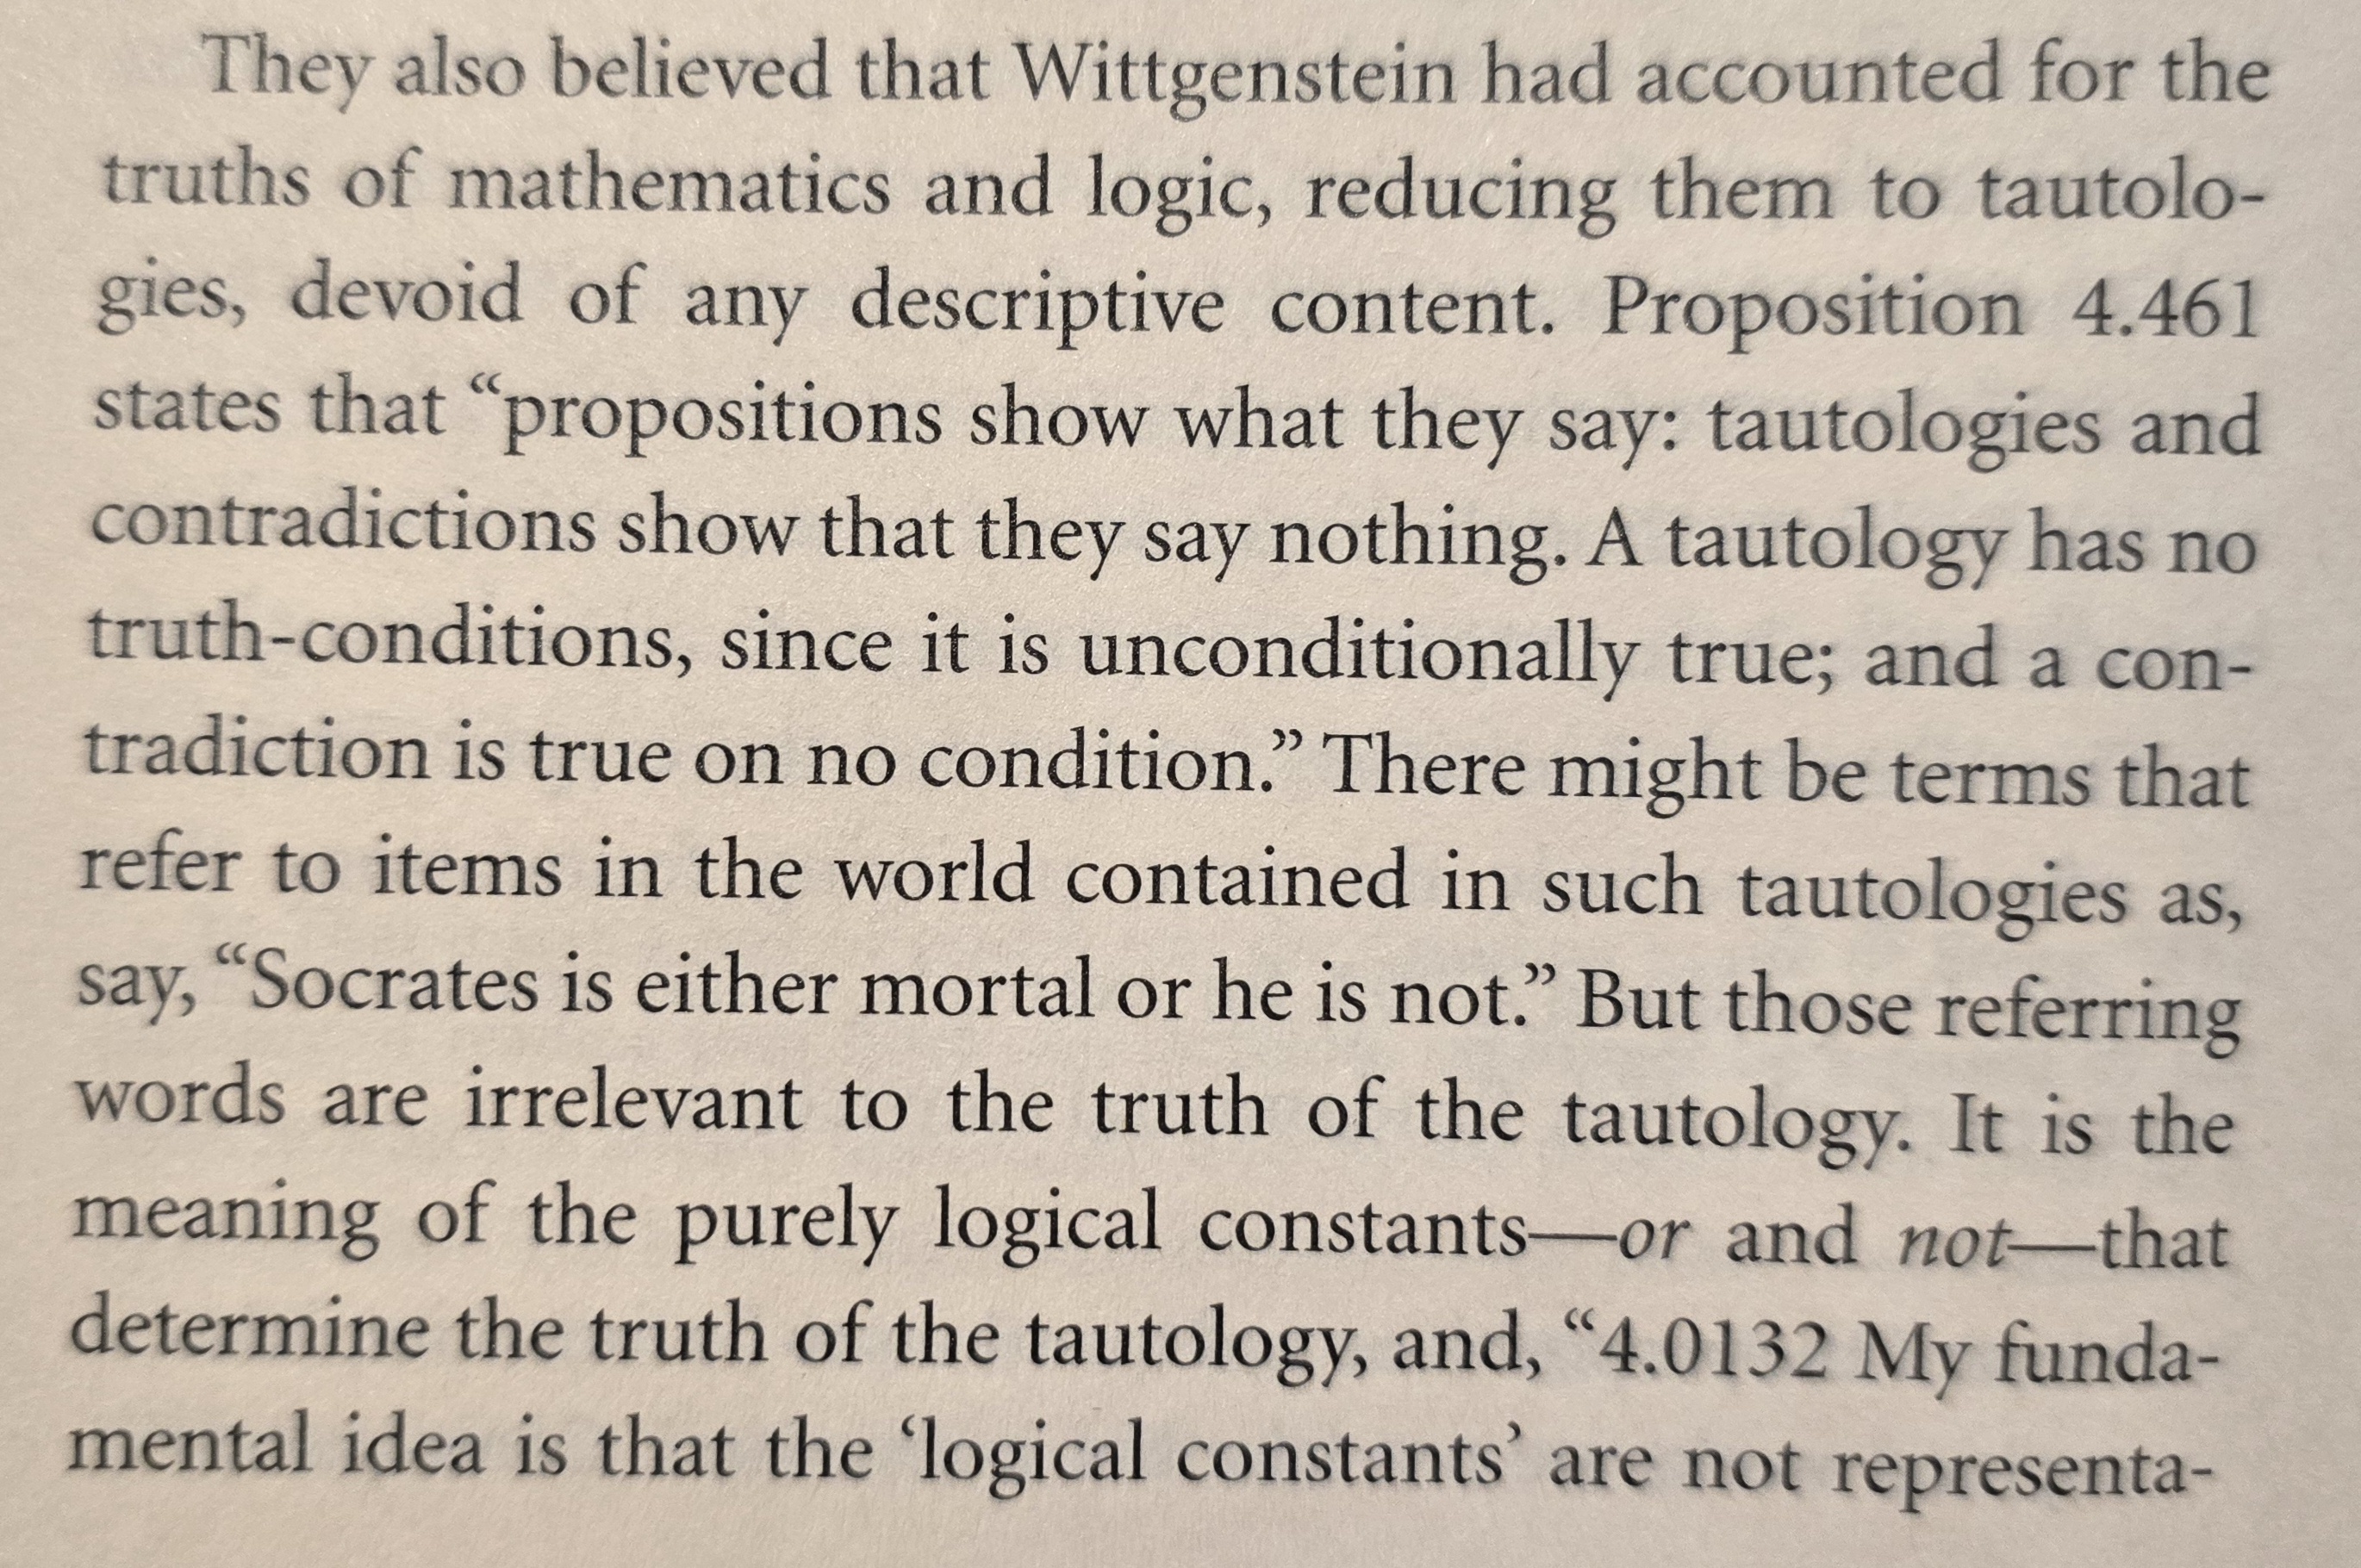 They also believed that Wittgenstein had accounted for the
truths of mathematics and logic, reducing them to tautolo-
gies, devoid of any descriptive content. Proposition 4.461
states that “propositions show what they say: tautologies and
contradictions show that they say nothing. A tautology has no
truth-conditions, since it is unconditionally true; and a con-
tradiction is true on no condition.” There might be terms that
refer to items in the world contained in such tautologies as,
say, “Socrates is either mortal or he is not.” But those referring
words are irrelevant to the truth of the tautology. It is the
meaning of the purely logical constants—or and not—that
determine the truth of the tautology, and, “4.0132 My funda-
mental idea is that the ‘logical constants’ are not representa-